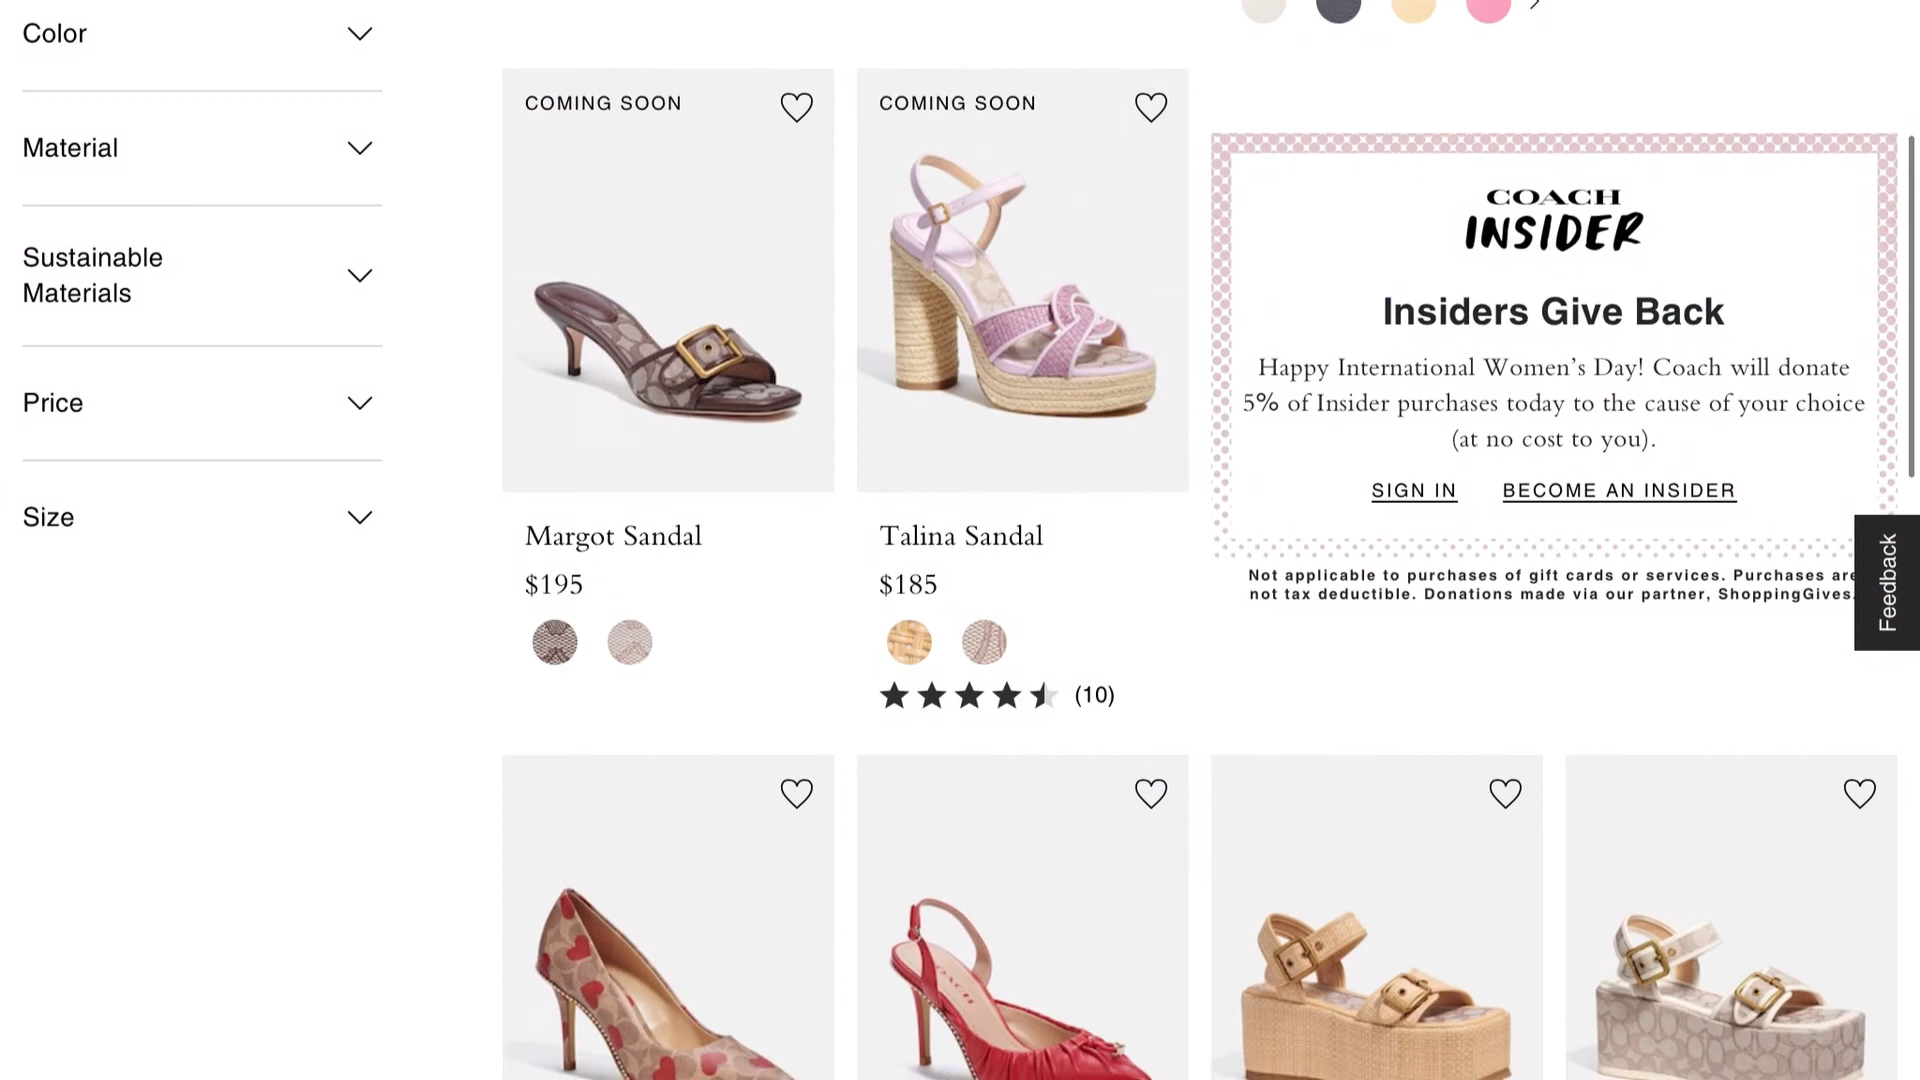 Color
Material
Sustainable
Materials
Price
Size
COMING SOON
Margot Sandal
$195
COMING SOON
Talina Sandal
$185
(10)
COACH
INSIDER
Insiders Give Back
Happy International Women’s Day! Coach will donate
5% of Insider purchases today to the cause of your choice
(at no cost to you).
SIGN IN BECOME AN INSIDER
Not applicable to purchases of gift cards or services. Purchases are
not tax deductible. Donations made via our partner, ShoppingGives.
Feedback
COACH